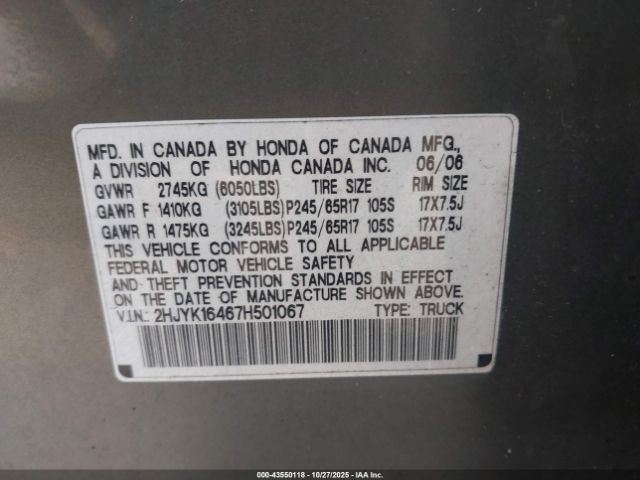 MFD. IN CANADA BY HONDA OF CANADA MFG.,
A DIVISION OF HONDA CANADA INC. 06/06
GVWR 2745KG (6050LBS) TIRE SIZE RIM SIZE
GAWR F 1410KG (3105LBS)P245/65R17 105S 17X7.5J
GAWR R 1475KG (3245LBS)P245/65R17 105S 17X7.5J
THIS VEHICLE CONFORMS TO ALL APPLICABLE
FEDERAL MOTOR VEHICLE SAFETY
AND THEFT PREVENTION STANDARDS IN EFFECT
ON THE DATE OF MANUFACTURE SHOWN ABOVE.
V.I.N.: 2HJYK16467H501067 TYPE: TRUCK
000-43550118 - 10/27/2025 - IAA Inc.